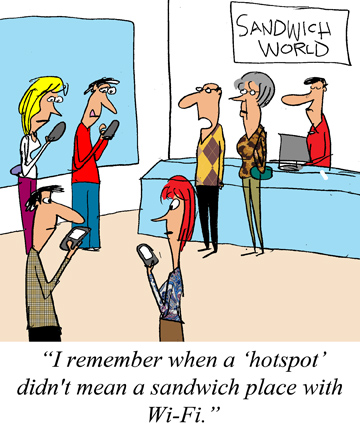 SANDWICH
WORLD
“I remember when a ‘hotspot’
didn't mean a sandwich place with
Wi-Fi.”